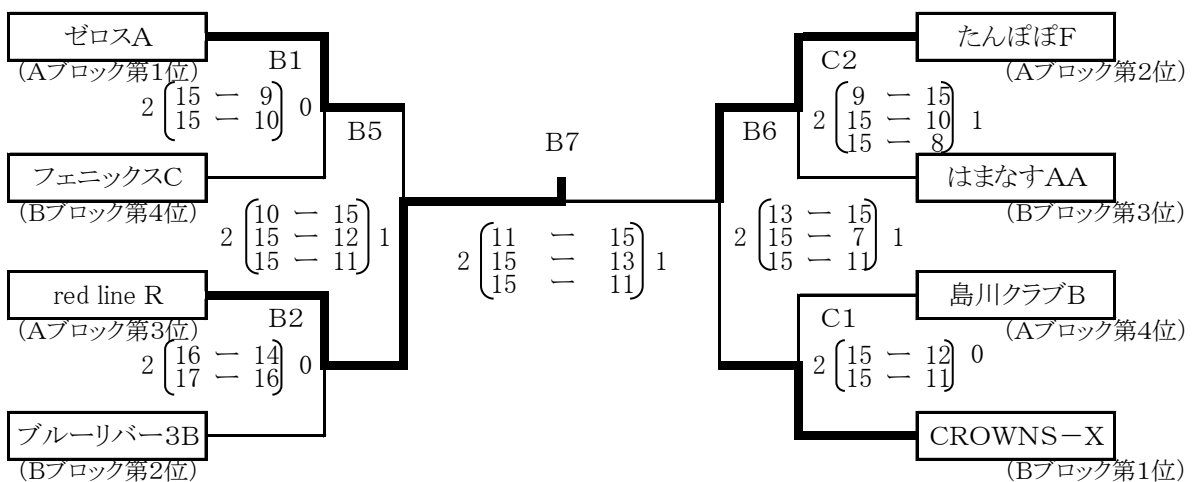 ゼロスA
(Aブロック第1位)
B1
2 15 ー 9 0
15 ー 10
フェニックスC
(Bブロック第4位)
B5
2 10 ー 15 1
15 ー 12
15 ー 11
red line R
(Aブロック第3位)
B2
2 16 ー 14 0
17 ー 16
ブルーリバー3B
(Bブロック第2位)
B7
2 11 ー 15 1
15 ー 13
15 ー 11
たんぽぽF
(Aブロック第2位)
C2
2 9 ー 15 1
15 ー 10
15 ー 8
はまなすAA
(Bブロック第3位)
B6
2 13 ー 15 1
15 ー 7
15 ー 11
島川クラブB
(Aブロック第4位)
C1
2 15 ー 12 0
15 ー 11
CROWNS－X
(Bブロック第1位)